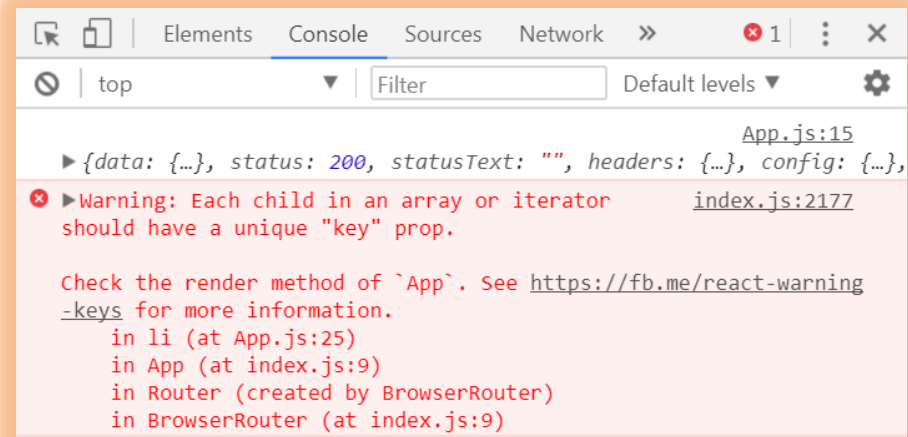 Elements Console Sources Network » 1
top Filter Default levels
App.js:15
{data: {…}, status: 200, statusText: "", headers: {…}, config: {…},
Warning: Each child in an array or iterator index.js:2177
should have a unique "key" prop.
Check the render method of `App`. See https://fb.me/react-warning
-keys for more information.
in li (at App.js:25)
in App (at index.js:9)
in Router (created by BrowserRouter)
in BrowserRouter (at index.js:9)